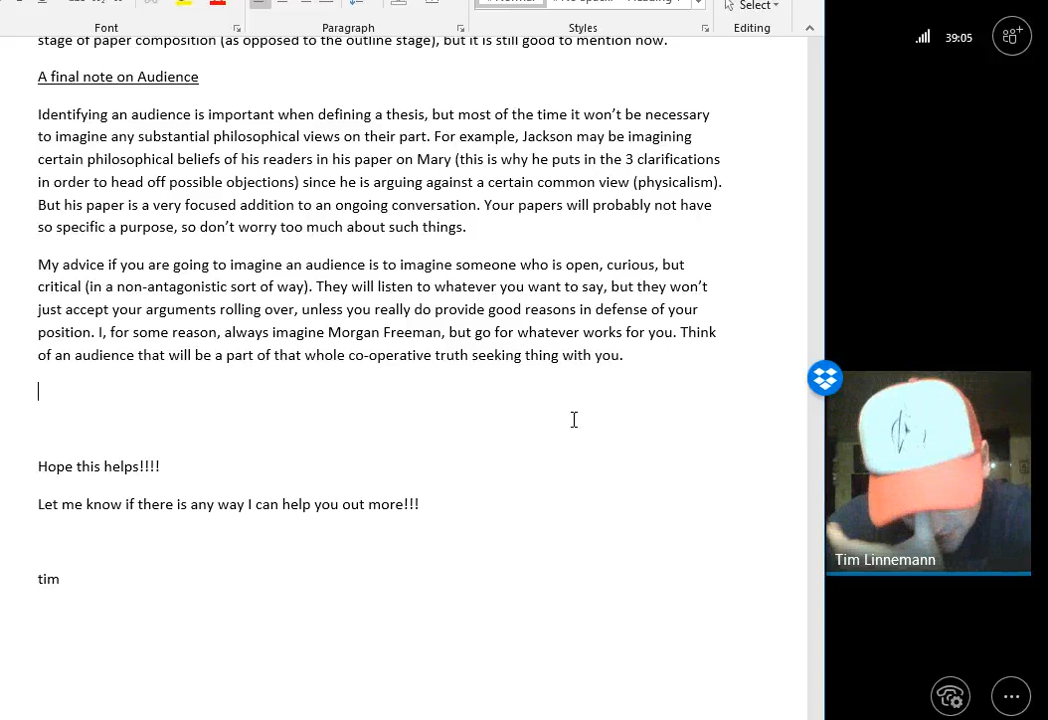 Select
Font
Paragraph
Styles
Editing
stage of paper composition (as opposed to the outline stage), but it is still good to mention now.
A final note on Audience
Identifying an audience is important when defining a thesis, but most of the time it won't be necessary
to imagine any substantial philosophical views on their part. For example, Jackson may be imagining
certain philosophical beliefs of his readers in his paper on Mary (this is why he puts in the 3 clarifications
in order to head off possible objections) since he is arguing against a certain common view (physicalism).
But his paper is a very focused addition to an ongoing conversation. Your papers will probably not have
so specific a purpose, so don't worry too much about such things.
My advice if you are going to imagine an audience is to imagine someone who is open, curious, but
critical (in a non-antagonistic sort of way). They will listen to whatever you want to say, but they won't
just accept your arguments rolling over, unless you really do provide good reasons in defense of your
position. I, for some reason, always imagine Morgan Freeman, but go for whatever works for you. Think
of an audience that will be a part of that whole co-operative truth seeking thing with you.
Hope this helps!!!!
Let me know if there is any way I can help you out more!!!
tim
39:05
Tim Linnemann